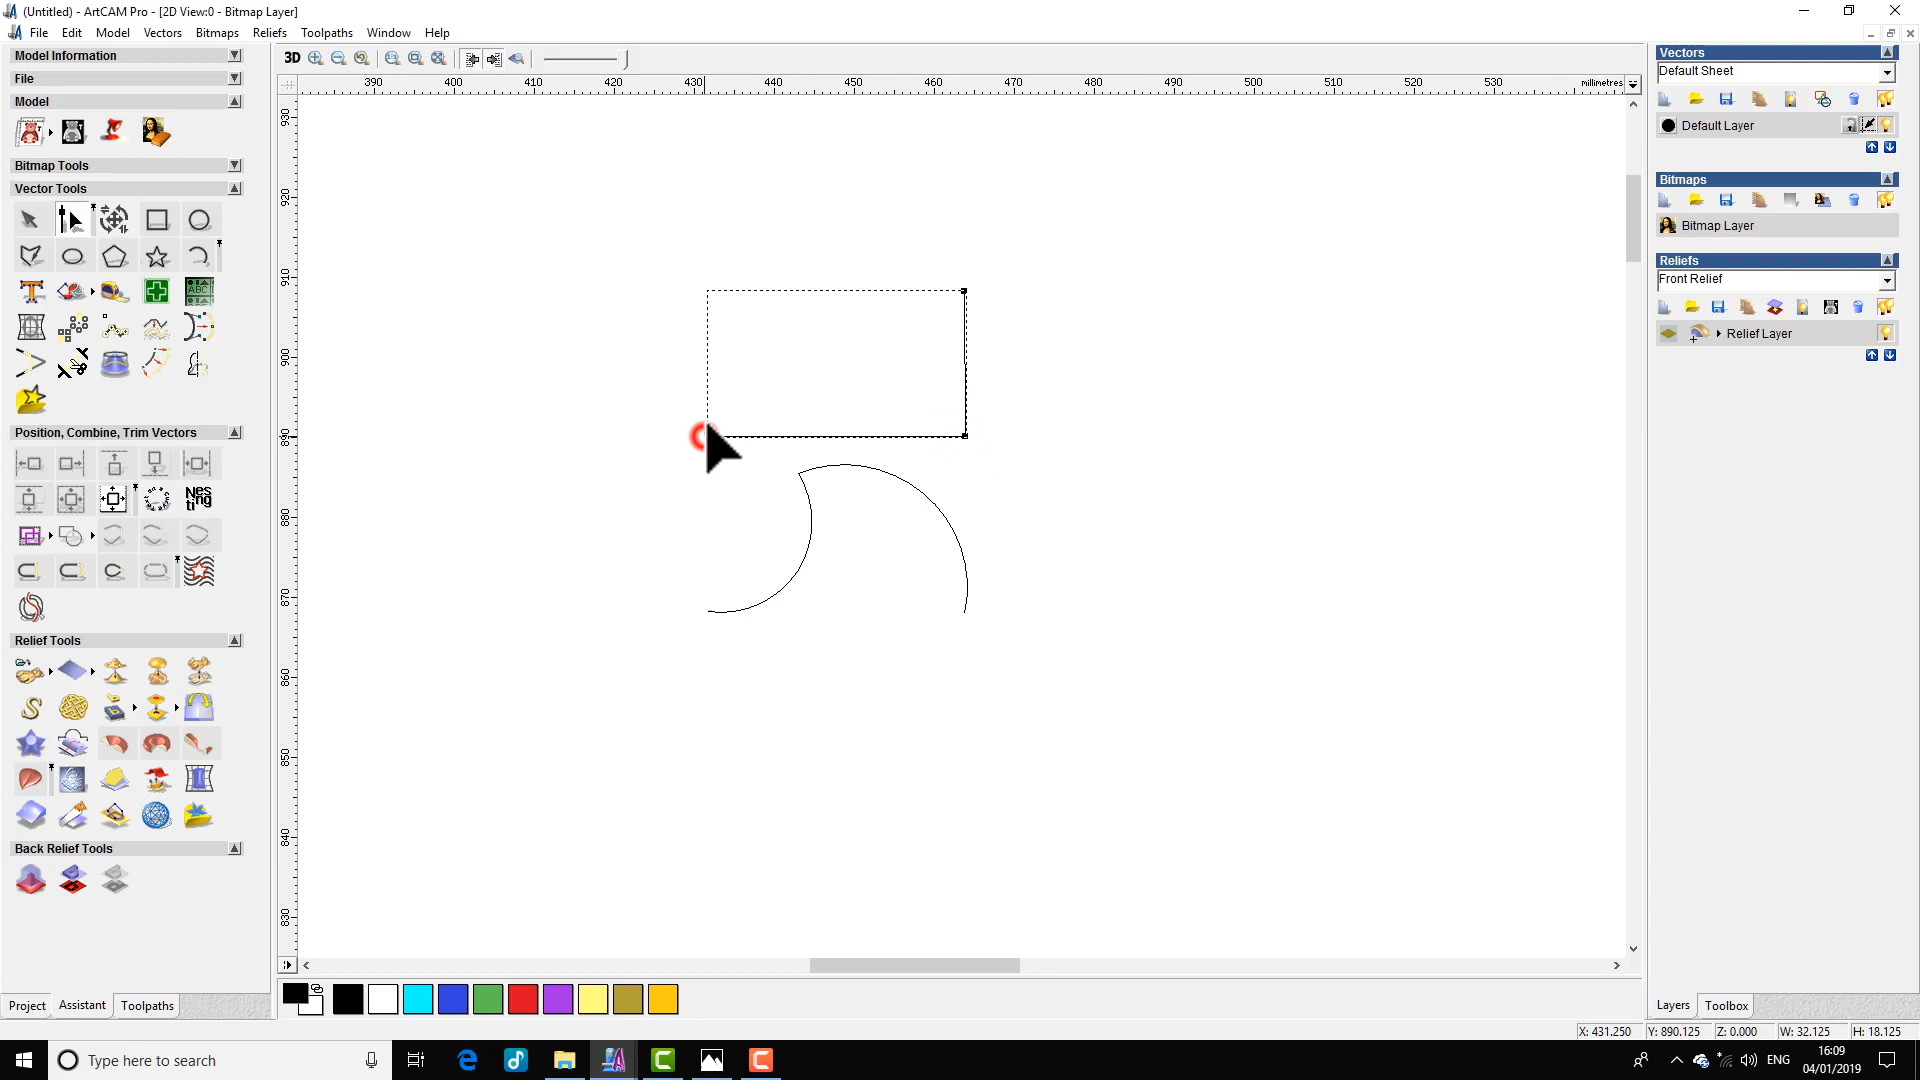 (Untitled) - ArtCAM Pro - [2D View:0 - Bitmap Layer]
File Edit Model Vectors Bitmaps Reliefs Toolpaths Window Help
Model Information
File
Model
Bitmap Tools
Vector Tools
ABC
Position, Combine, Trim Vectors
Nesting
Relief Tools
Back Relief Tools
Project Assistant Toolpaths
3D
390 400 410 420 430 440 450 460 470 480 490 500 510 520 530 millimetres
930
920
910
900
890
880
870
860
850
840
830
Vectors
Default Sheet
Default Layer
Bitmaps
Bitmap Layer
Reliefs
Front Relief
Relief Layer
Layers Toolbox
X: 431.250 Y: 890.125 Z: 0.000 W: 32.125 H: 18.125
Type here to search
ENG
16:09
04/01/2019